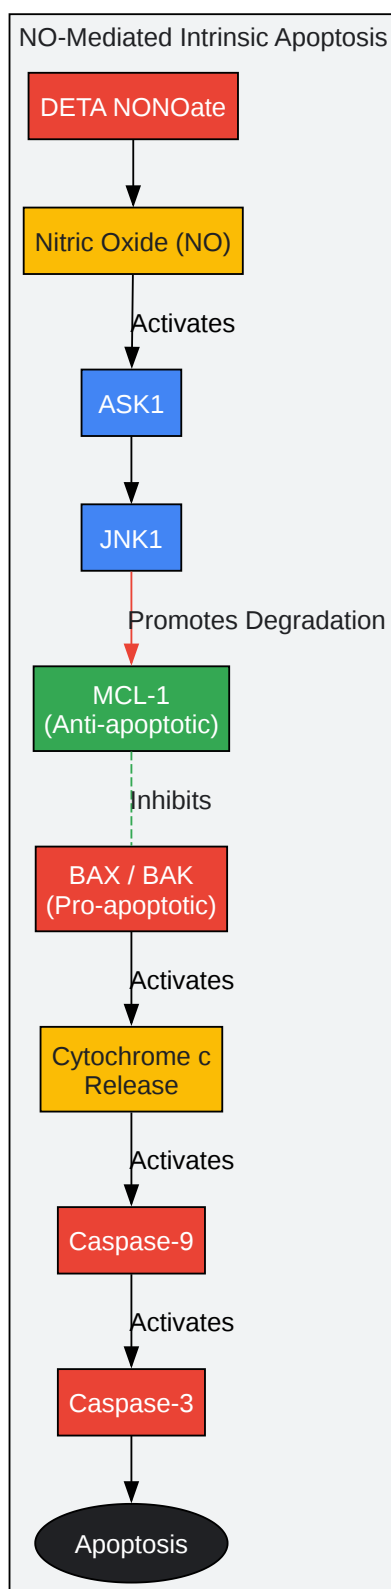 NO-Mediated Intrinsic Apoptosis
DETA NONOate
Nitric Oxide (NO)
Activates
ASK1
JNK1
Promotes Degradation
MCL-1
(Anti-apoptotic)
Inhibits
BAX / BAK
(Pro-apoptotic)
Activates
Cytochrome c
Release
Activates
Caspase-9
Activates
Caspase-3
Apoptosis